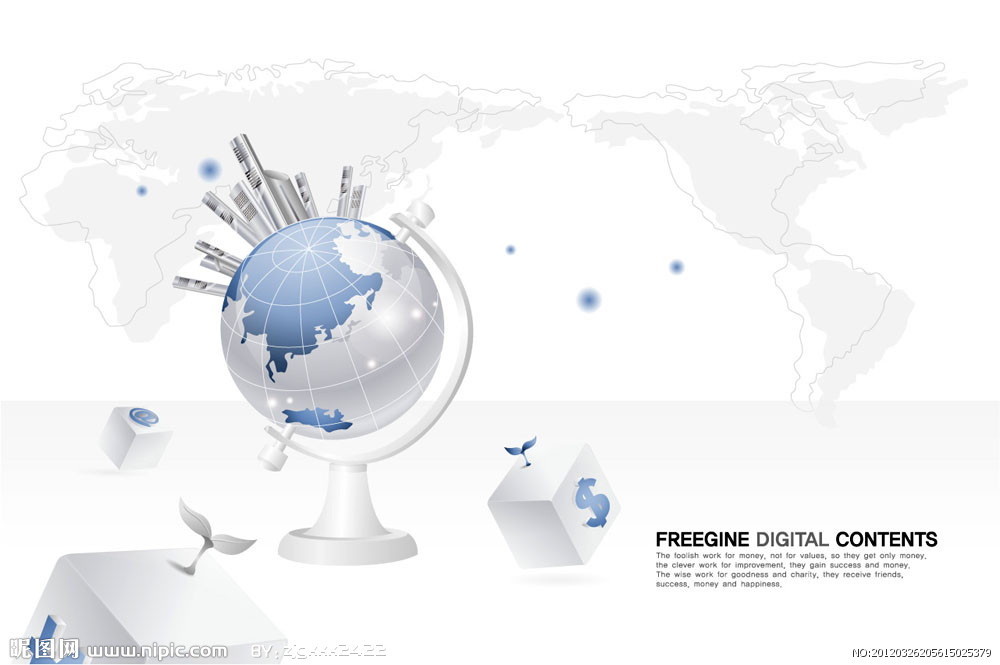 @
$
FREEGINE DIGITAL CONTENTS
The foolish work for money, not for values, so they get only money,
the clever work for improvement, they gain success and money,
The wise work for goodness and charity, they receive friends,
success, money and happiness.
昵图网 www.nipic.com BY:
NO:20120326205615025379